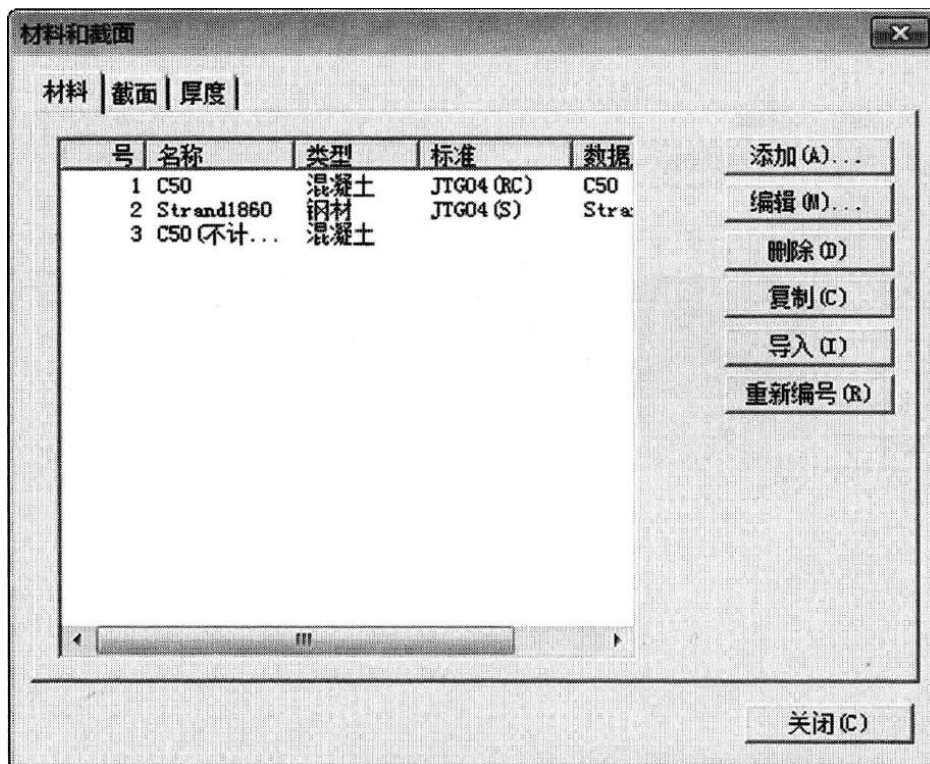 材料和截面
材料 截面 厚度
号 名称 类型 标准 数据
1 C50 混凝土 JTG04(RC) C50
2 Strand1860 钢材 JTG04(S) Stra
3 C50(不计... 混凝土
添加(A)...
编辑(M)...
删除(D)
复制(C)
导入(I)
重新编号(R)
关闭(C)